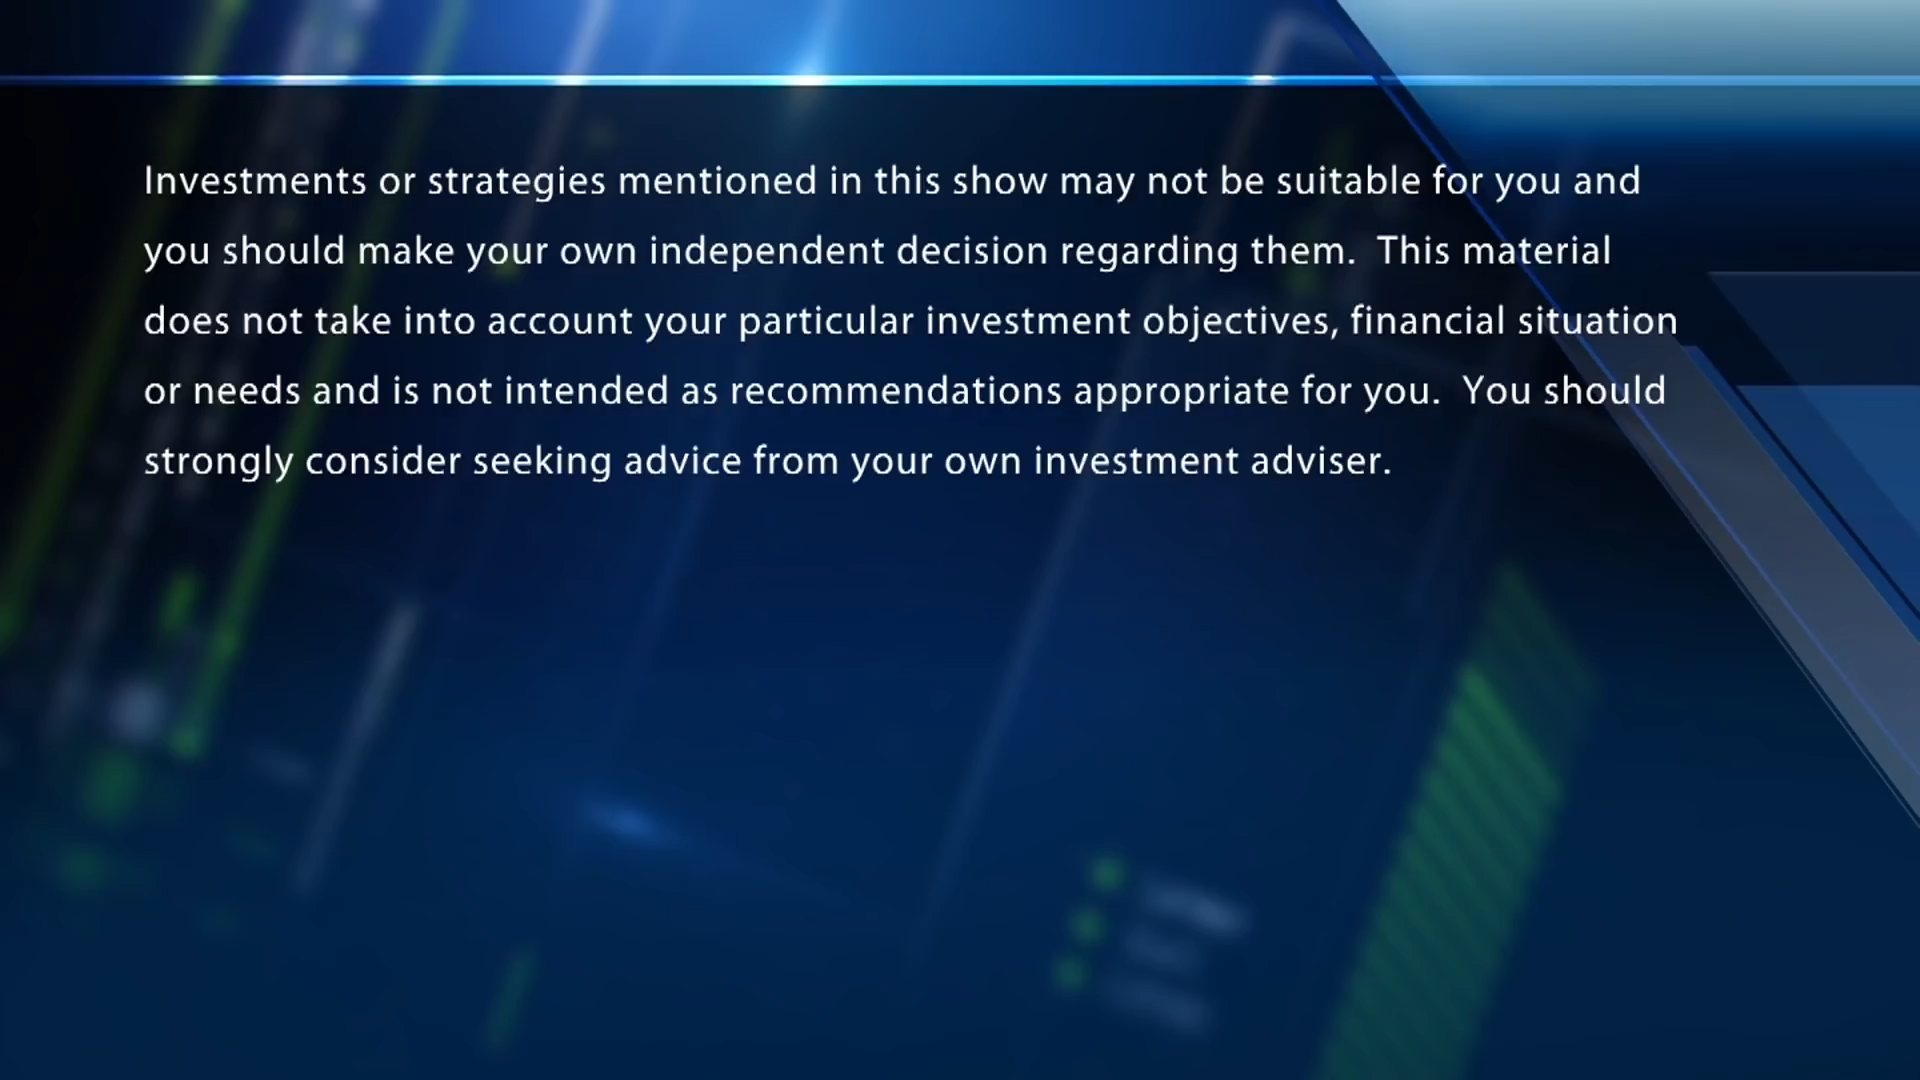 Investments or strategies mentioned in this show may not be suitable for you and
you should make your own independent decision regarding them.  This material
does not take into account your particular investment objectives, financial situation
or needs and is not intended as recommendations appropriate for you.  You should
strongly consider seeking advice from your own investment adviser.